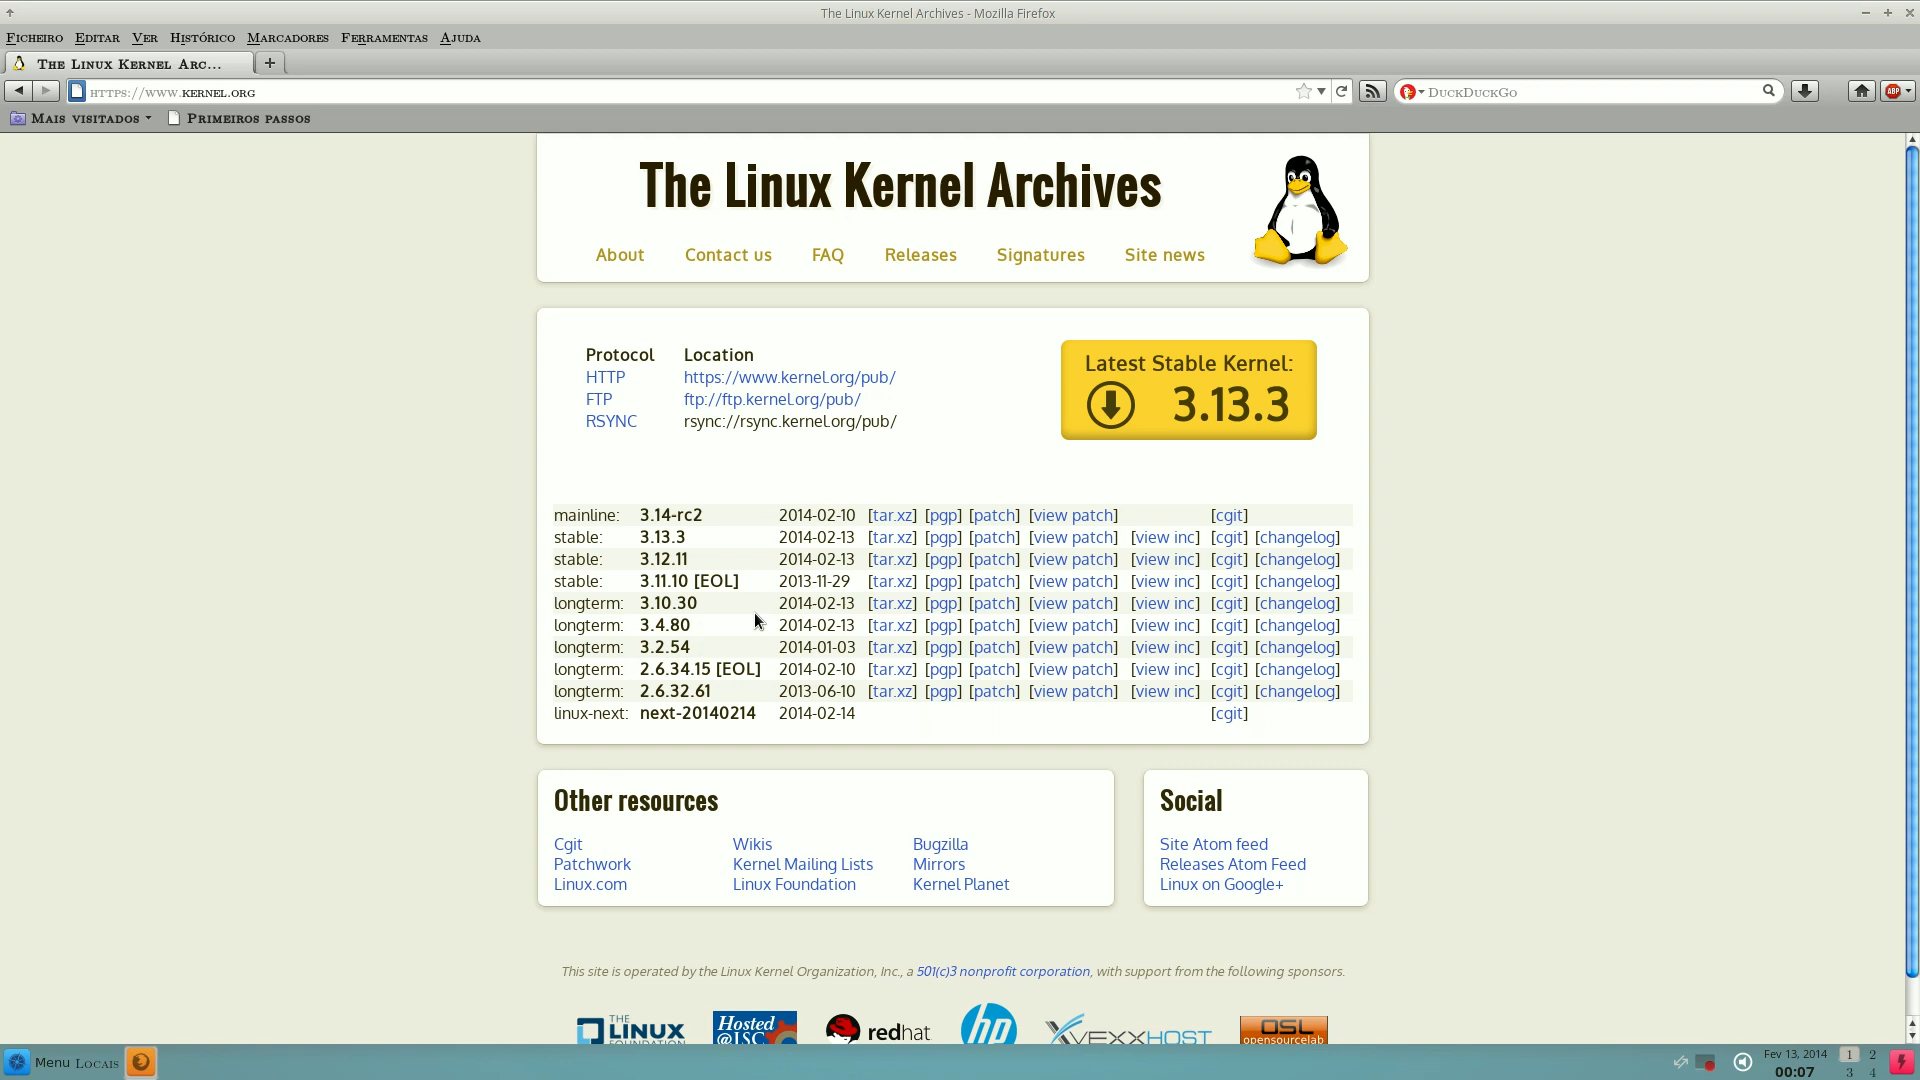 The Linux Kernel Archives - Mozilla Firefox
Ficheiro Editar Ver Histórico Marcadores Ferramentas Ajuda
The Linux Kernel Arc...
https://www.kernel.org
DuckDuckGo
ABP
Mais visitados Primeiros passos
The Linux Kernel Archives
About Contact us FAQ Releases Signatures Site news
Protocol Location
HTTP https://www.kernel.org/pub/
FTP ftp://ftp.kernel.org/pub/
RSYNC rsync://rsync.kernel.org/pub/
Latest Stable Kernel:
3.13.3
mainline: 3.14-rc2 2014-02-10 [tar.xz] [pgp] [patch] [view patch] [cgit]
stable: 3.13.3 2014-02-13 [tar.xz] [pgp] [patch] [view patch] [view inc] [cgit] [changelog]
stable: 3.12.11 2014-02-13 [tar.xz] [pgp] [patch] [view patch] [view inc] [cgit] [changelog]
stable: 3.11.10 [EOL] 2013-11-29 [tar.xz] [pgp] [patch] [view patch] [view inc] [cgit] [changelog]
longterm: 3.10.30 2014-02-13 [tar.xz] [pgp] [patch] [view patch] [view inc] [cgit] [changelog]
longterm: 3.4.80 2014-02-13 [tar.xz] [pgp] [patch] [view patch] [view inc] [cgit] [changelog]
longterm: 3.2.54 2014-01-03 [tar.xz] [pgp] [patch] [view patch] [view inc] [cgit] [changelog]
longterm: 2.6.34.15 [EOL] 2014-02-10 [tar.xz] [pgp] [patch] [view patch] [view inc] [cgit] [changelog]
longterm: 2.6.32.61 2013-06-10 [tar.xz] [pgp] [patch] [view patch] [view inc] [cgit] [changelog]
linux-next: next-20140214 2014-02-14 [cgit]
Other resources
Cgit Wikis Bugzilla
Patchwork Kernel Mailing Lists Mirrors
Linux.com Linux Foundation Kernel Planet
Social
Site Atom feed
Releases Atom Feed
Linux on Google+
This site is operated by the Linux Kernel Organization, Inc., a 501(c)3 nonprofit corporation, with support from the following sponsors.
THE LINUX FOUNDATION
Hosted @ISC
redhat.
hp
VEXXHOST
OSL
opensourcelab
Menu Locais
Fev 13, 2014
00:07
1 2
3 4